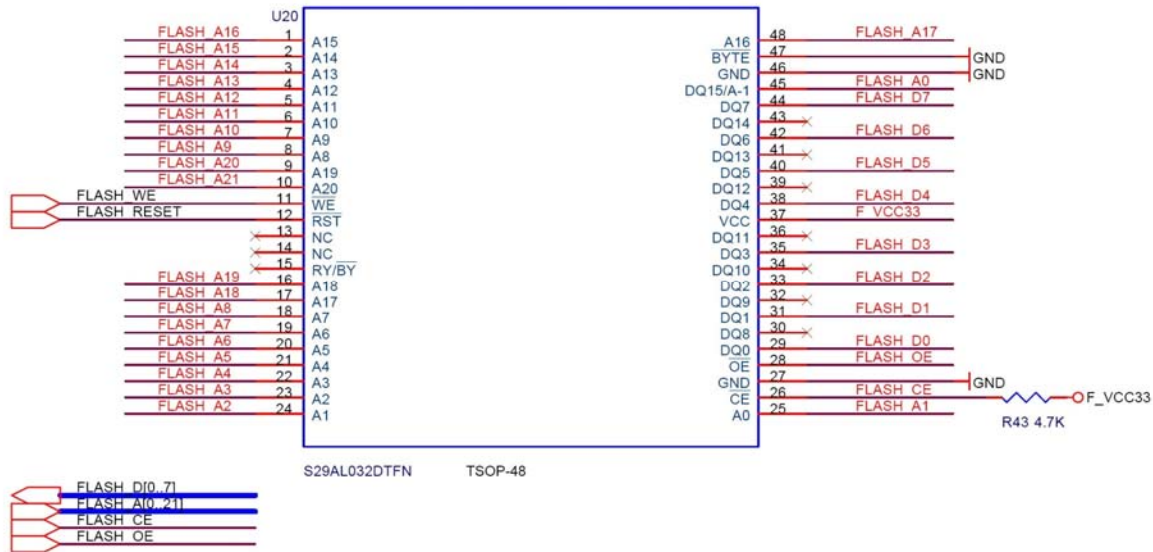 U20
FLASH_A16 1 A15 A16 48 FLASH_A17
FLASH_A15 2 A14 BYTE 47 GND
FLASH_A14 3 A13 GND 46 GND
FLASH_A13 4 A12 DQ15/A-1 45 FLASH_A0
FLASH_A12 5 A11 DQ7 44 FLASH_D7
FLASH_A11 6 A10 DQ14 43
FLASH_A10 7 A9 DQ6 42 FLASH_D6
FLASH_A9 8 A8 DQ13 41
FLASH_A20 9 A19 DQ5 40 FLASH_D5
FLASH_A21 10 A20 DQ12 39
FLASH_WE 11 WE DQ4 38 FLASH_D4
FLASH_RESET 12 RST VCC 37 F_VCC33
13 NC DQ11 36
14 NC DQ3 35 FLASH_D3
15 RY/BY DQ10 34
FLASH_A19 16 A18 DQ2 33 FLASH_D2
FLASH_A18 17 A17 DQ9 32
FLASH_A8 18 A7 DQ1 31 FLASH_D1
FLASH_A7 19 A6 DQ8 30
FLASH_A6 20 A5 DQ0 29 FLASH_D0
FLASH_A5 21 A4 OE 28 FLASH_OE
FLASH_A4 22 A3 GND 27 GND
FLASH_A3 23 A2 CE 26 FLASH_CE F_VCC33
FLASH_A2 24 A1 A0 25 FLASH_A1
R43 4.7K
S29AL032DTFN TSOP-48
FLASH_D[0..7]
FLASH_A[0..21]
FLASH_CE
FLASH_OE